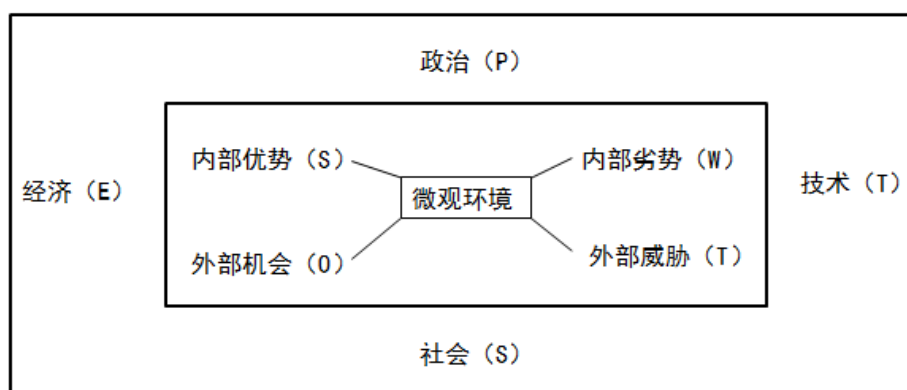 政治（P）
内部优势（S）
内部劣势（W）
经济（E）
微观环境
技术（T）
外部机会（O）
外部威胁（T）
社会（S）